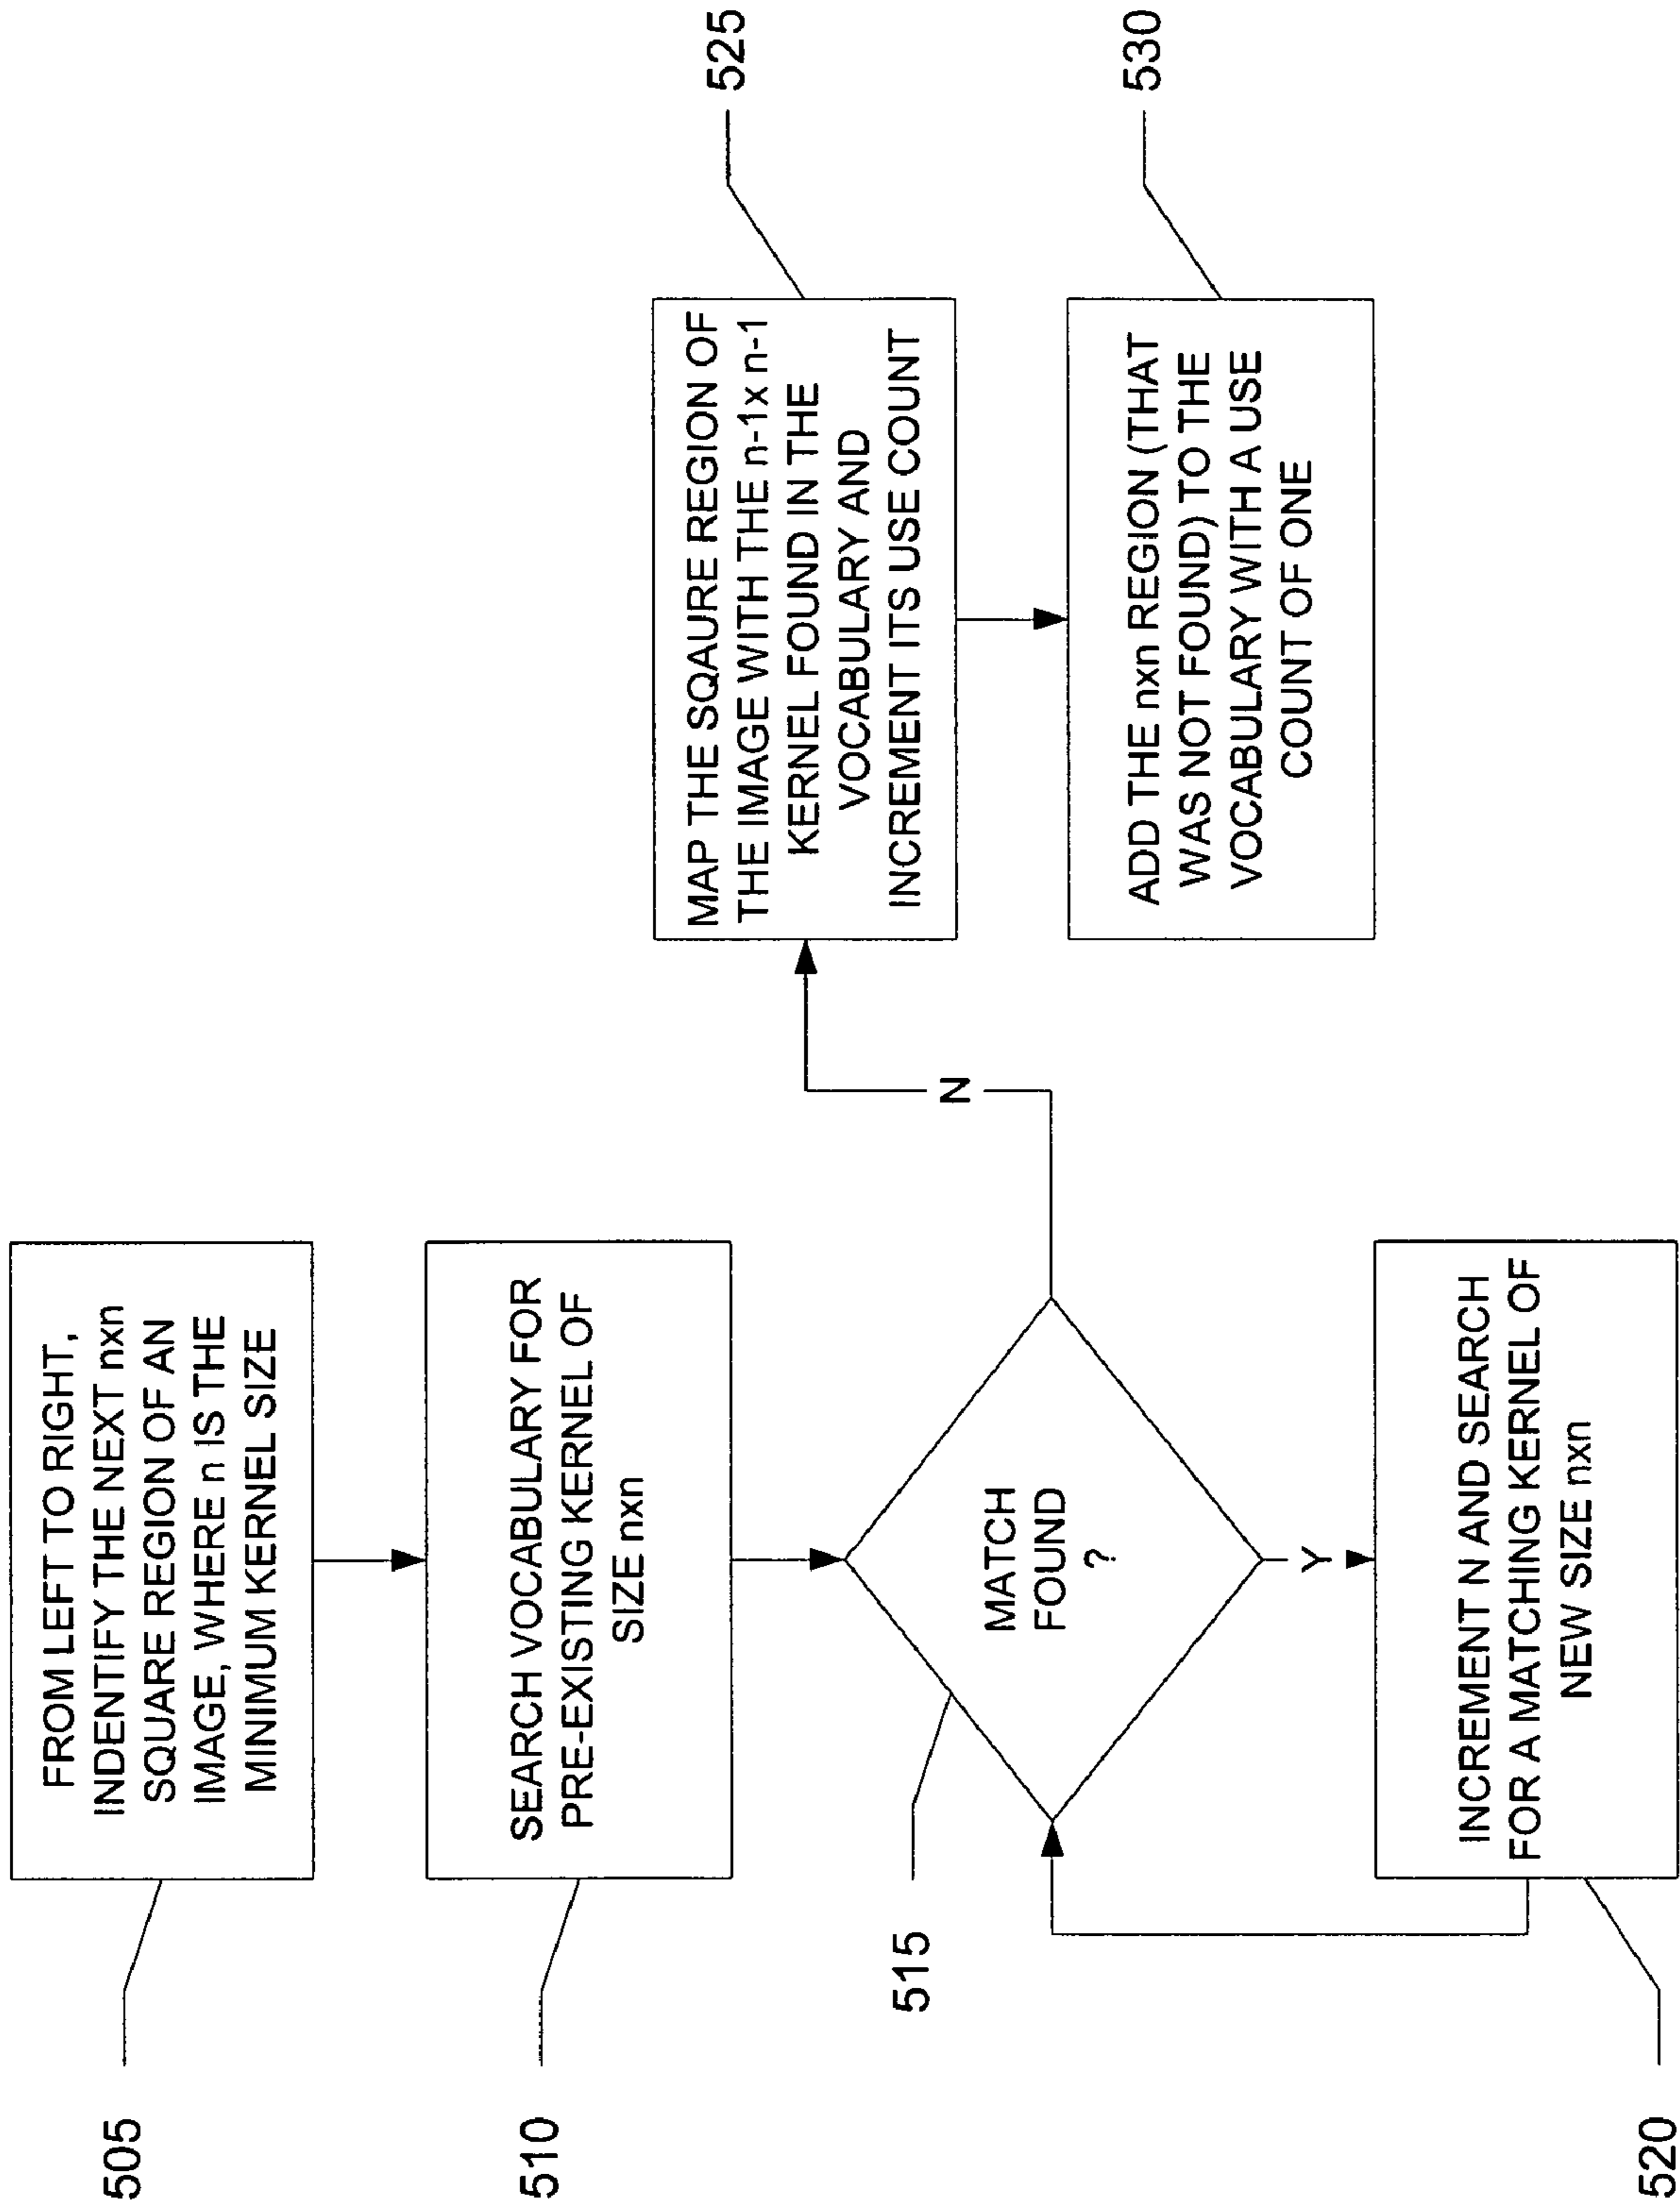 505
FROM LEFT TO RIGHT,
INDENTIFY THE NEXT nxn
SQUARE REGION OF AN
IMAGE, WHERE n IS THE
MINIMUM KERNEL SIZE
510
SEARCH VOCABULARY FOR
PRE-EXISTING KERNEL OF
SIZE nxn
515
MATCH
FOUND
?
Y
N
520
INCREMENT N AND SEARCH
FOR A MATCHING KERNEL OF
NEW SIZE nxn
525
MAP THE SQAURE REGION OF
THE IMAGE WITH THE n-1x n-1
KERNEL FOUND IN THE
VOCABULARY AND
INCREMENT ITS USE COUNT
530
ADD THE nxn REGION (THAT
WAS NOT FOUND) TO THE
VOCABULARY WITH A USE
COUNT OF ONE